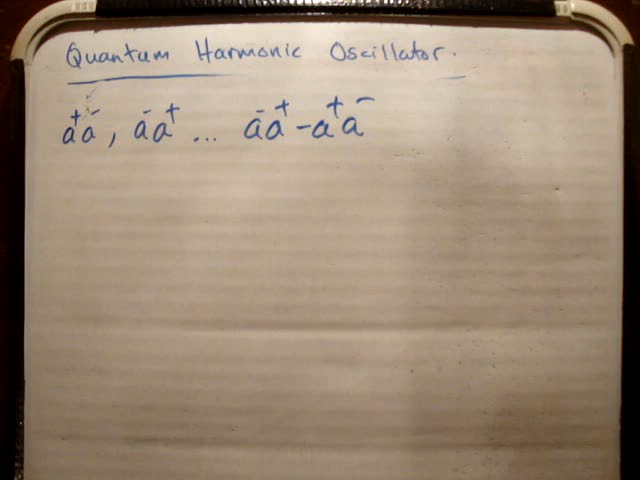 Quantum Harmonic Oscillator.
a⁺a⁻, a⁻a⁺ ... a⁻a⁺ - a⁺a⁻